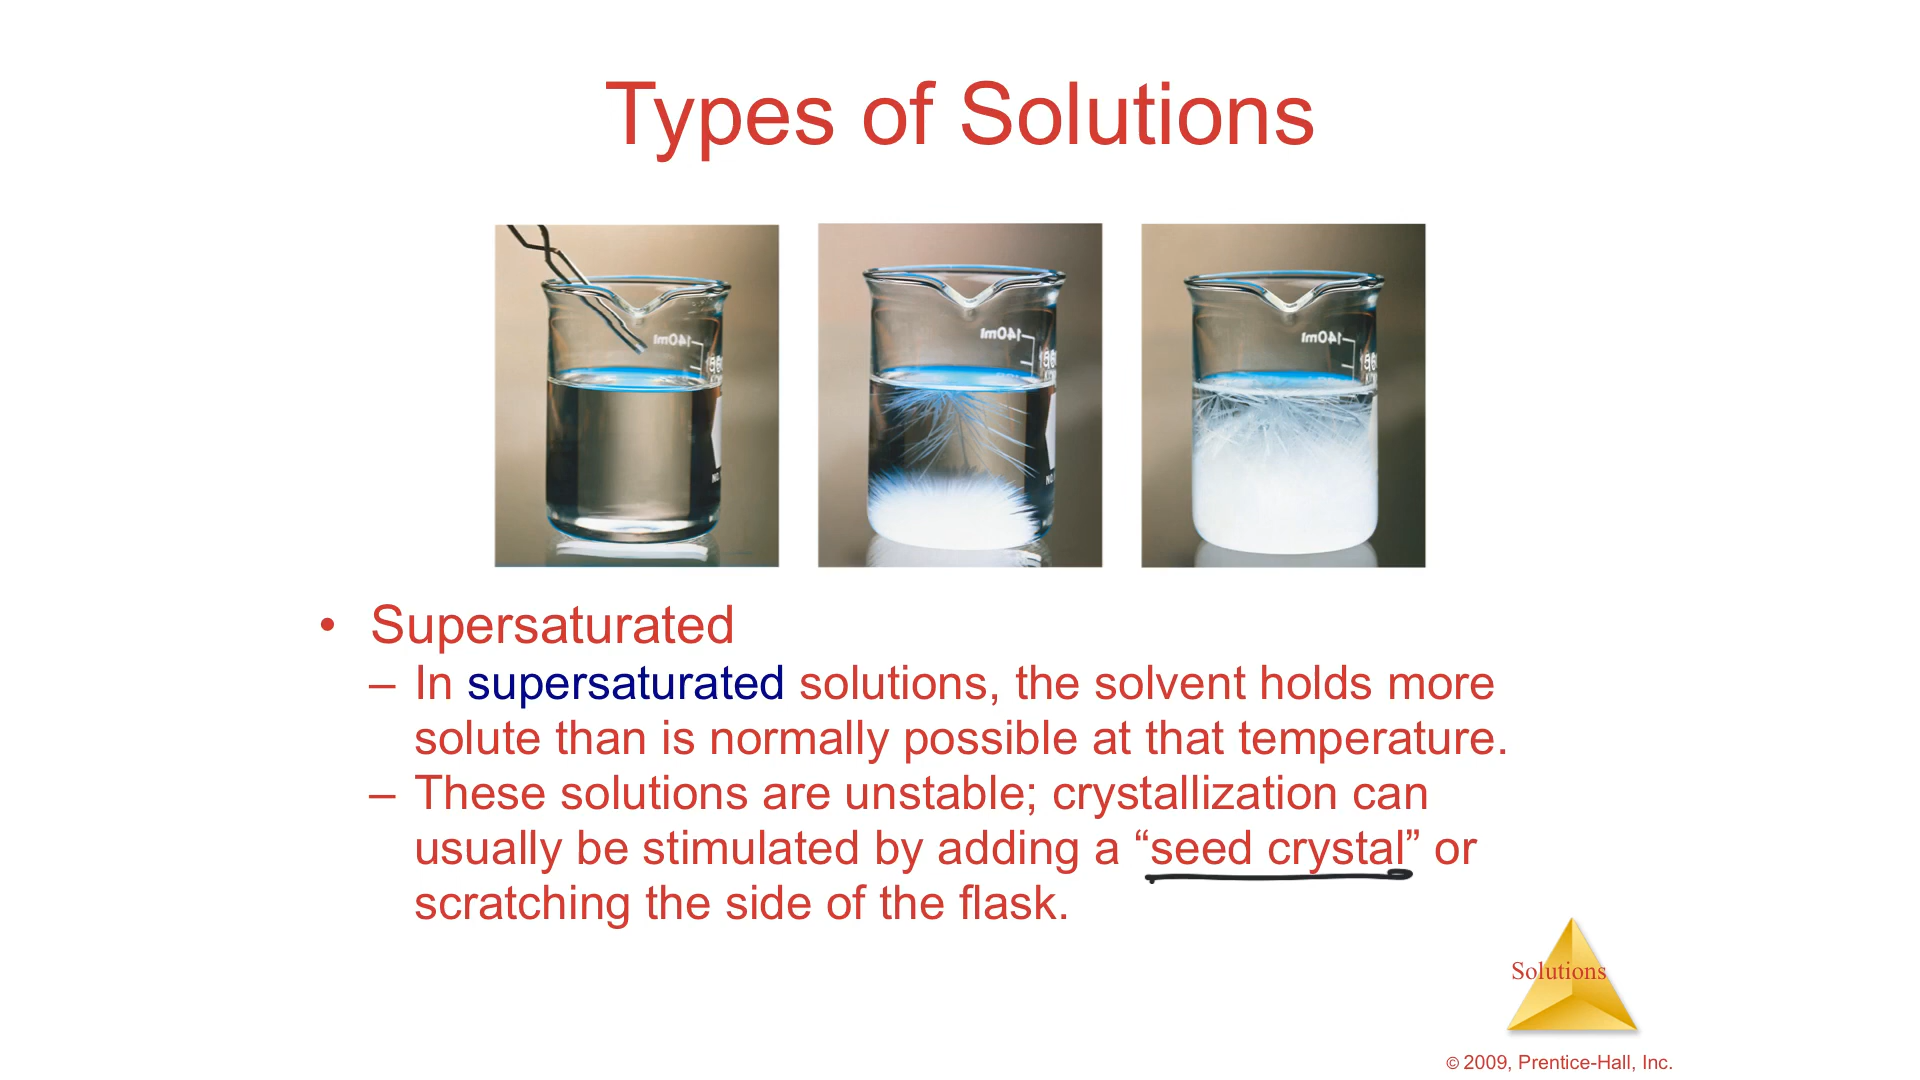 Types of Solutions
140ml
140ml
140ml
• Supersaturated
– In supersaturated solutions, the solvent holds more
solute than is normally possible at that temperature.
– These solutions are unstable; crystallization can
usually be stimulated by adding a “seed crystal” or
scratching the side of the flask.
Solutions
© 2009, Prentice-Hall, Inc.